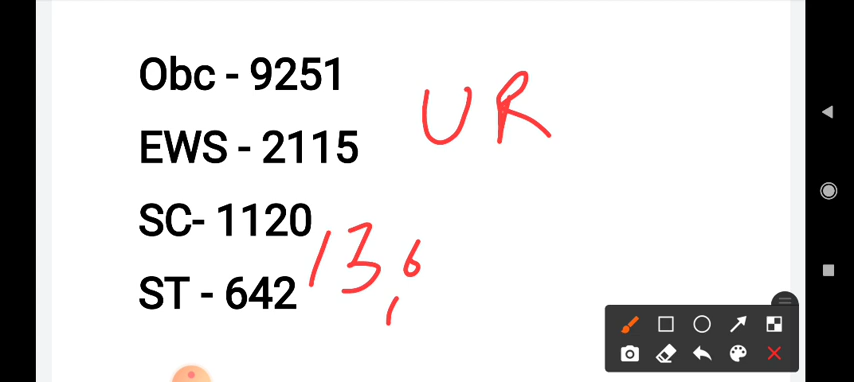 Obc - 9251
UR
EWS - 2115
SC- 1120
13,6
ST - 642